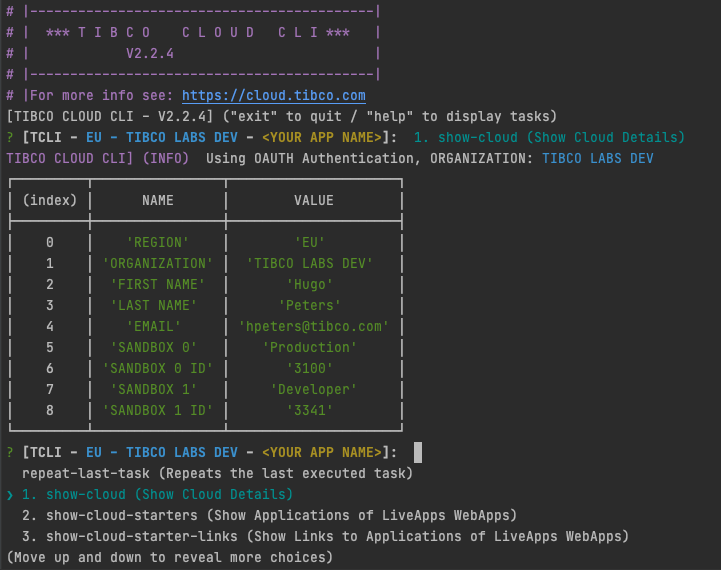 # |-------------------------------------------|
# |  *** T I B C O    C L O U D   C L I ***   |
# |            V2.2.4                         |
# |-------------------------------------------|
# |For more info see: https://cloud.tibco.com
[TIBCO CLOUD CLI - V2.2.4] ("exit" to quit / "help" to display tasks)
? [TCLI - EU - TIBCO LABS DEV - <YOUR APP NAME>]:  1. show-cloud (Show Cloud Details)
TIBCO CLOUD CLI] (INFO)  Using OAUTH Authentication, ORGANIZATION: TIBCO LABS DEV
(index) NAME VALUE
0 'REGION' 'EU'
1 'ORGANIZATION' 'TIBCO LABS DEV'
2 'FIRST NAME' 'Hugo'
3 'LAST NAME' 'Peters'
4 'EMAIL' 'hpeters@tibco.com'
5 'SANDBOX 0' 'Production'
6 'SANDBOX 0 ID' '3100'
7 'SANDBOX 1' 'Developer'
8 'SANDBOX 1 ID' '3341'
? [TCLI - EU - TIBCO LABS DEV - <YOUR APP NAME>]:
repeat-last-task (Repeats the last executed task)
❯ 1. show-cloud (Show Cloud Details)
2. show-cloud-starters (Show Applications of LiveApps WebApps)
3. show-cloud-starter-links (Show Links to Applications of LiveApps WebApps)
(Move up and down to reveal more choices)